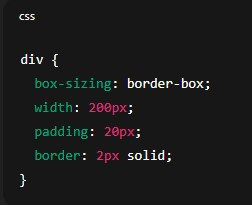 css
div {
  box-sizing: border-box;
  width: 200px;
  padding: 20px;
  border: 2px solid;
}